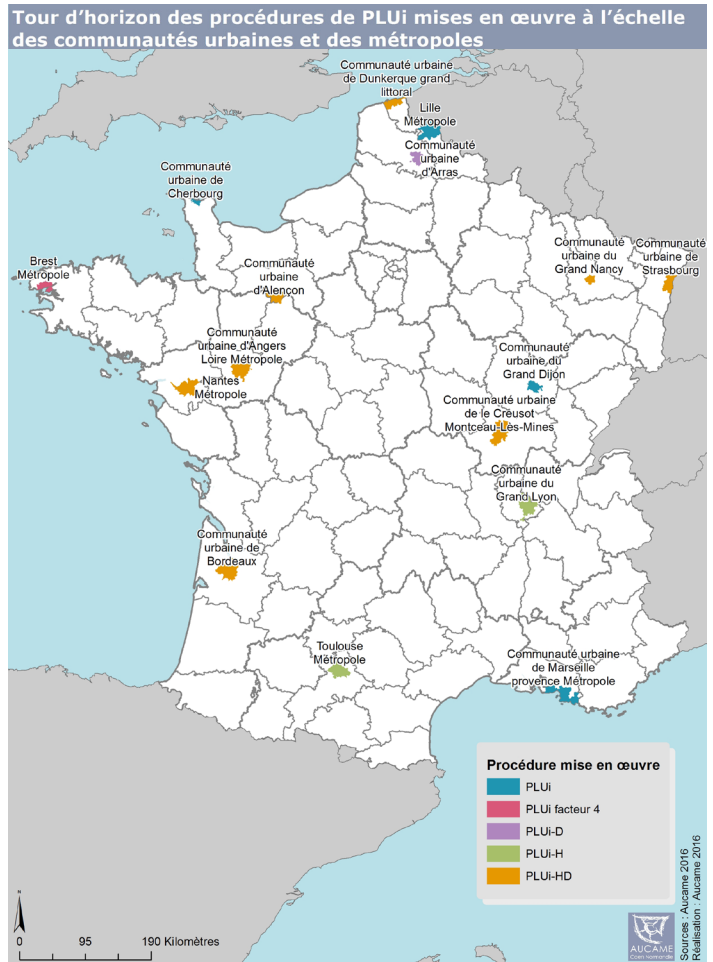 Tour d’horizon des procédures de PLUi mises en œuvre à l’échelle
des communautés urbaines et des métropoles
Communauté urbaine
de Dunkerque grand
littoral
Lille
Métropole
Communauté
urbaine
d'Arras
Communauté
urbaine de
Cherbourg
Brest
Métropole
Communauté
urbaine
d'Alençon
Communauté
urbaine du
Grand Nancy
Communauté
urbaine de
Strasbourg
Communauté
urbaine d'Angers
Loire Métropole
Nantes
Métropole
Communauté
urbaine du
Grand Dijon
Communauté urbaine
de le Creusot
Montceau-Les-Mines
Communauté
urbaine du
Grand Lyon
Communauté
urbaine de
Bordeaux
Toulouse
Métropole
Communauté urbaine
de Marseille
provence Métropole
Procédure mise en œuvre
PLUi
PLUi facteur 4
PLUi-D
PLUi-H
PLUi-HD
N
0 95 190 Kilomètres
AUCAME
Caen normandie
Sources : Aucame 2016
Réalisation : Aucame 2016